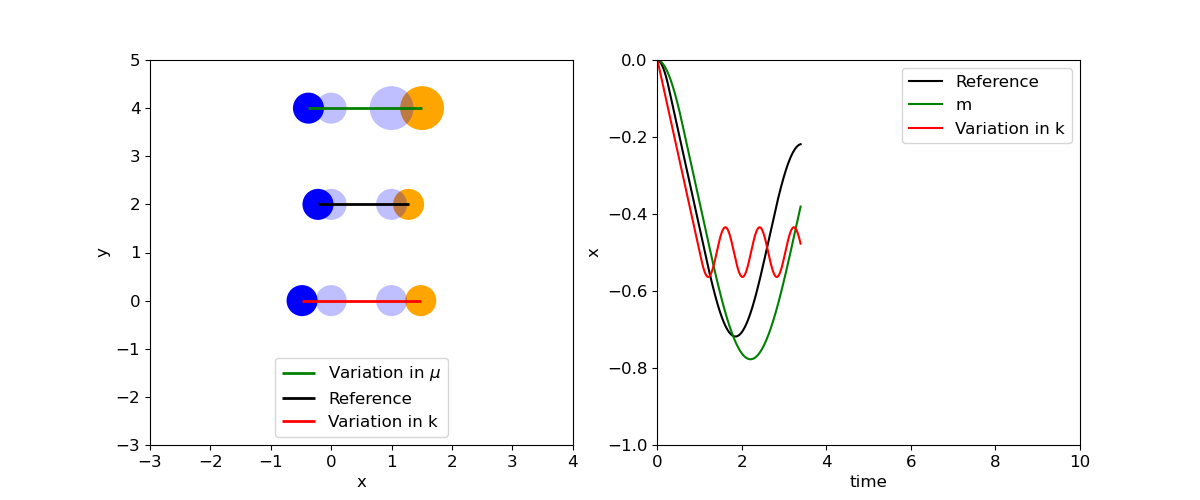 5
4
3
2
1
0
−1
−2
−3
y
−3 −2 −1 0 1 2 3 4
x
Variation in μ
Reference
Variation in k
0.0
−0.2
−0.4
−0.6
−0.8
−1.0
x
0 2 4 6 8 10
time
Reference
m
Variation in k